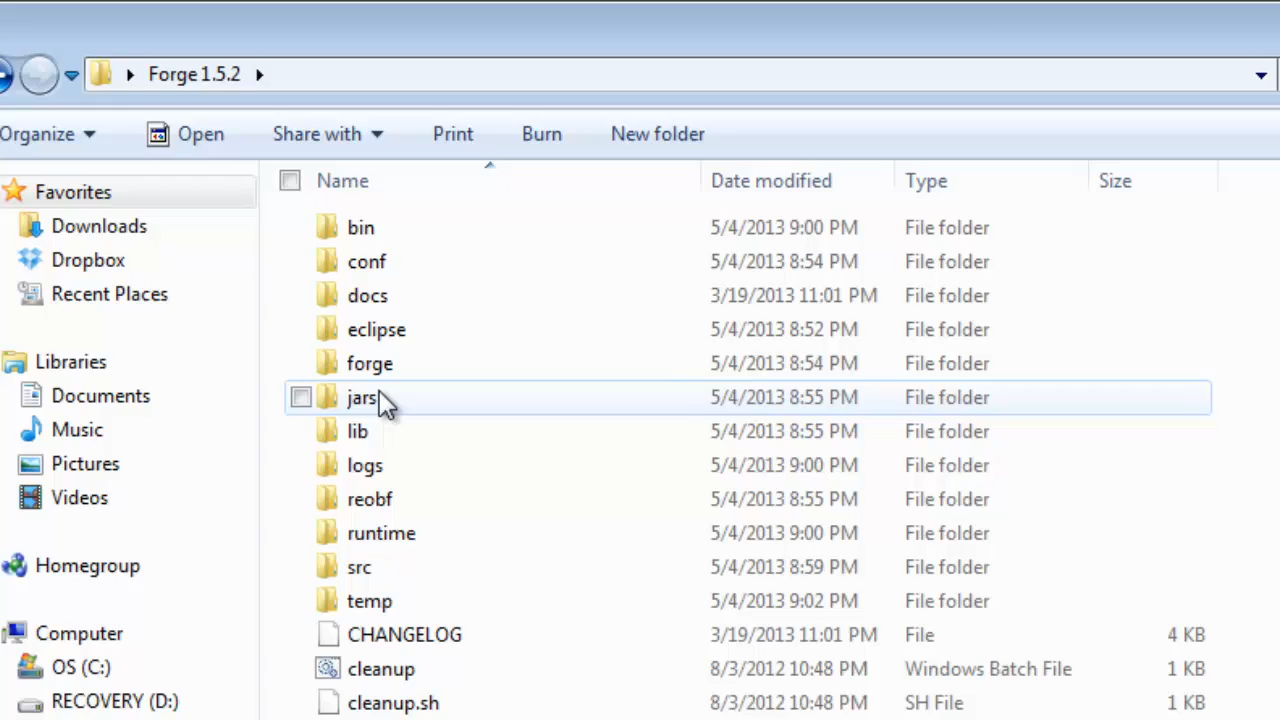 Forge 1.5.2
Organize Open Share with Print Burn New folder
Favorites
Downloads
Dropbox
Recent Places
Libraries
Documents
Music
Pictures
Videos
Homegroup
Computer
OS (C:)
RECOVERY (D:)
Name Date modified Type Size
bin 5/4/2013 9:00 PM File folder
conf 5/4/2013 8:54 PM File folder
docs 3/19/2013 11:01 PM File folder
eclipse 5/4/2013 8:52 PM File folder
forge 5/4/2013 8:54 PM File folder
jars 5/4/2013 8:55 PM File folder
lib 5/4/2013 8:55 PM File folder
logs 5/4/2013 9:00 PM File folder
reobf 5/4/2013 8:55 PM File folder
runtime 5/4/2013 9:00 PM File folder
src 5/4/2013 8:59 PM File folder
temp 5/4/2013 9:02 PM File folder
CHANGELOG 3/19/2013 11:01 PM File 4 KB
cleanup 8/3/2012 10:48 PM Windows Batch File 1 KB
cleanup.sh 8/3/2012 10:48 PM SH File 1 KB